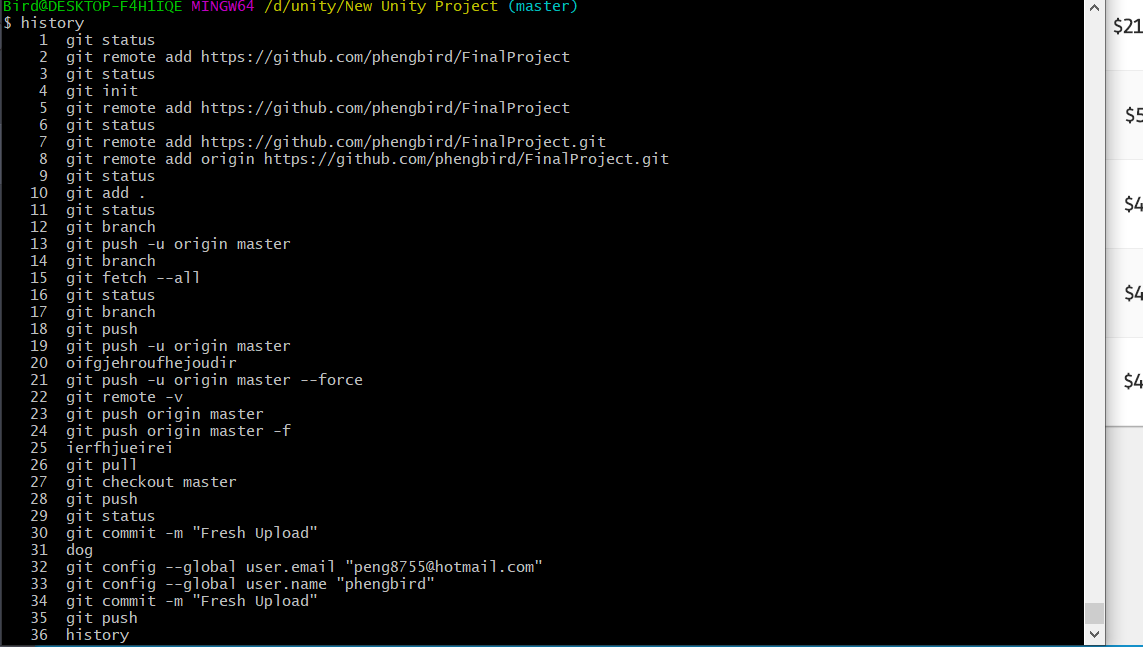 Bird@DESKTOP-F4H1IQE MINGW64 /d/unity/New Unity Project (master)
$ history
1 git status
2 git remote add https://github.com/phengbird/FinalProject
3 git status
4 git init
5 git remote add https://github.com/phengbird/FinalProject
6 git status
7 git remote add https://github.com/phengbird/FinalProject.git
8 git remote add origin https://github.com/phengbird/FinalProject.git
9 git status
10 git add .
11 git status
12 git branch
13 git push -u origin master
14 git branch
15 git fetch --all
16 git status
17 git branch
18 git push
19 git push -u origin master
20 oifgjehroufhejoudir
21 git push -u origin master --force
22 git remote -v
23 git push origin master
24 git push origin master -f
25 ierfhjueirei
26 git pull
27 git checkout master
28 git push
29 git status
30 git commit -m "Fresh Upload"
31 dog
32 git config --global user.email "peng8755@hotmail.com"
33 git config --global user.name "phengbird"
34 git commit -m "Fresh Upload"
35 git push
36 history
$21
$5
$4
$4
$4